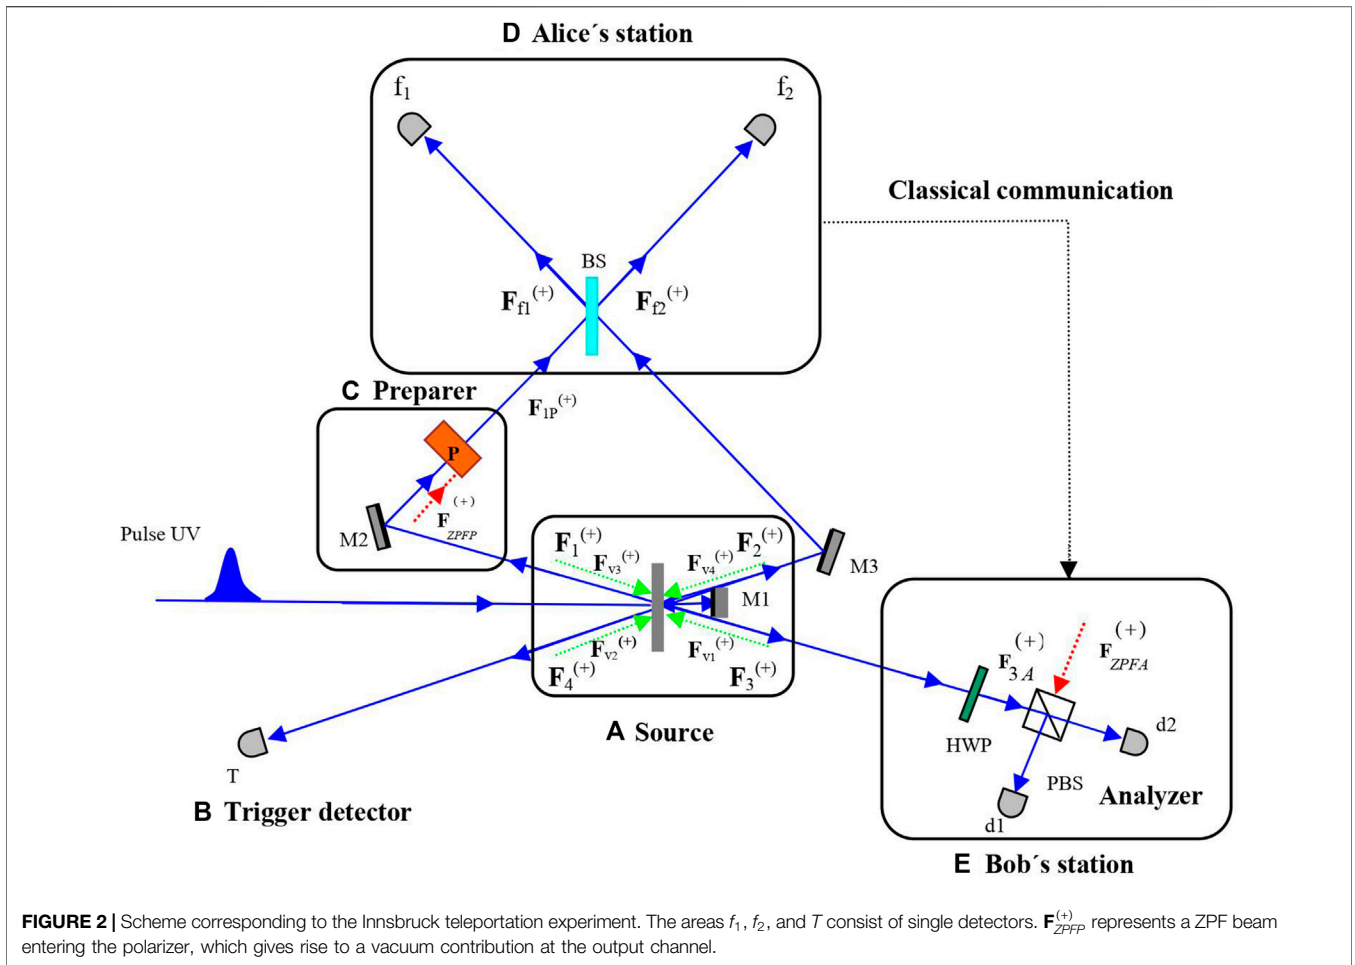 D Alice´s station
f1
f2
Classical communication
BS
Ff1(+)
Ff2(+)
C Preparer
F1P(+)
P
F ZPFP (+)
M2
Pulse UV
F1(+)
F2(+)
Fv3(+)
Fv4(+)
M3
M1
Fv2(+)
Fv1(+)
F4(+)
F3(+)
F3A(+)
F ZPFA (+)
A Source
HWP
d2
T
PBS
Analyzer
B Trigger detector
d1
E Bob´s station
FIGURE 2 | Scheme corresponding to the Innsbruck teleportation experiment. The areas f1, f2, and T consist of single detectors. F(+)ZPFP represents a ZPF beam
entering the polarizer, which gives rise to a vacuum contribution at the output channel.